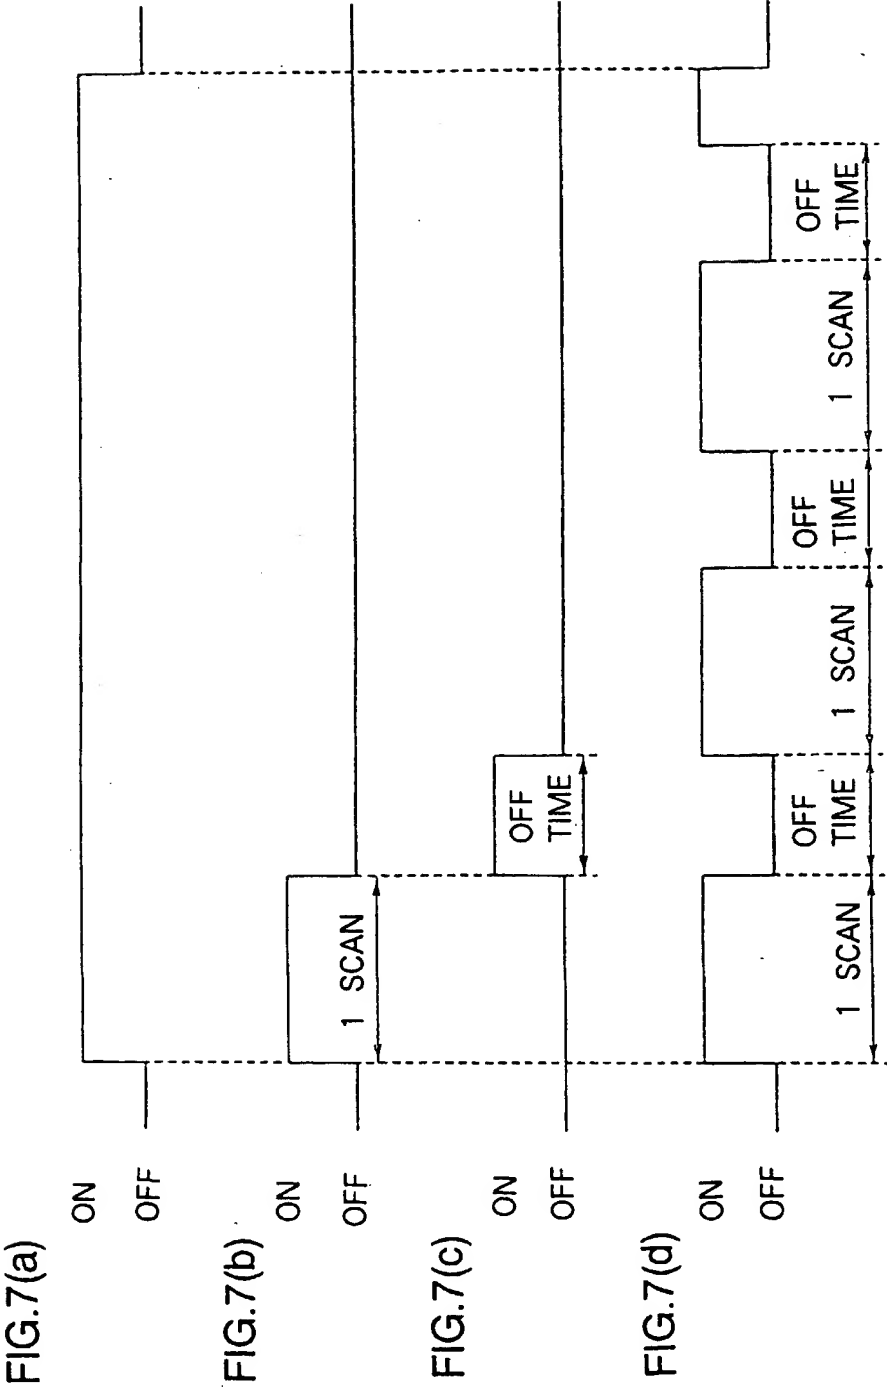 FIG.7(a)
ON
OFF
FIG.7(b)
ON
OFF
1 SCAN
FIG.7(c)
ON
OFF
OFF
TIME
FIG.7(d)
ON
OFF
1 SCAN
OFF
TIME
1 SCAN
OFF
TIME
1 SCAN
OFF
TIME